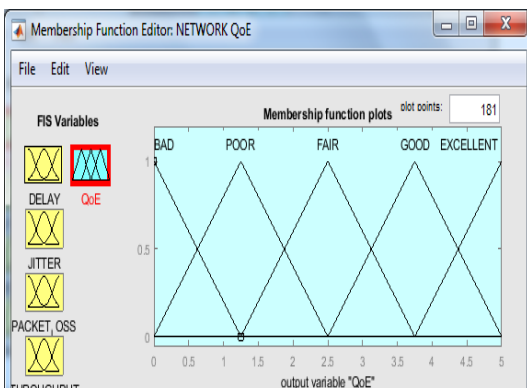 Membership Function Editor: NETWORK QoE
File Edit View
FIS Variables
Membership function plots plot points: 181
BAD POOR FAIR GOOD EXCELLENT
DELAY QoE
JITTER
PACKET
1
0.5
0
0 0.5 1 1.5 2 2.5 3 3.5 4 4.5 5
output variable "QoE"